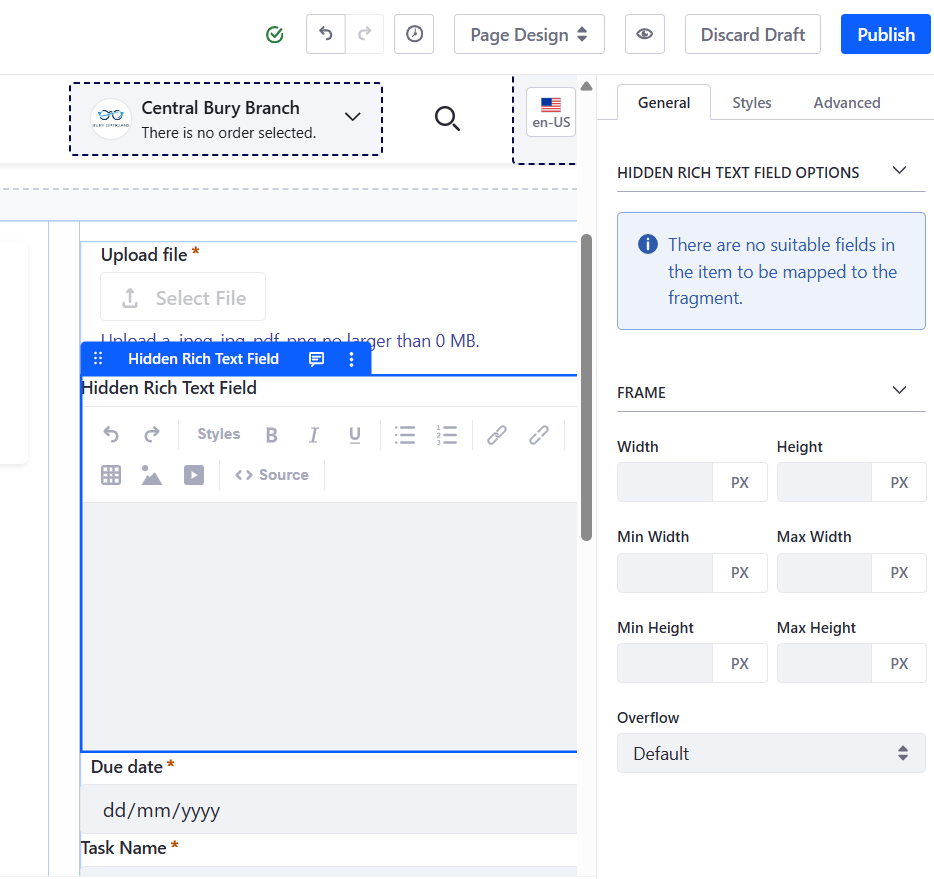 Page Design
Discard Draft
Publish
Central Bury Branch
There is no order selected.
BURY OPTICIANS
en-US
General
Styles
Advanced
HIDDEN RICH TEXT FIELD OPTIONS
There are no suitable fields in
the item to be mapped to the
fragment.
Upload file *
Select File
Upload a .jpeg, jpg, pdf, png no larger than 0 MB.
Hidden Rich Text Field
Hidden Rich Text Field
Styles
B
I
U
Source
Due date *
dd/mm/yyyy
Task Name *
FRAME
Width
Height
PX
PX
Min Width
Max Width
PX
PX
Min Height
Max Height
PX
PX
Overflow
Default